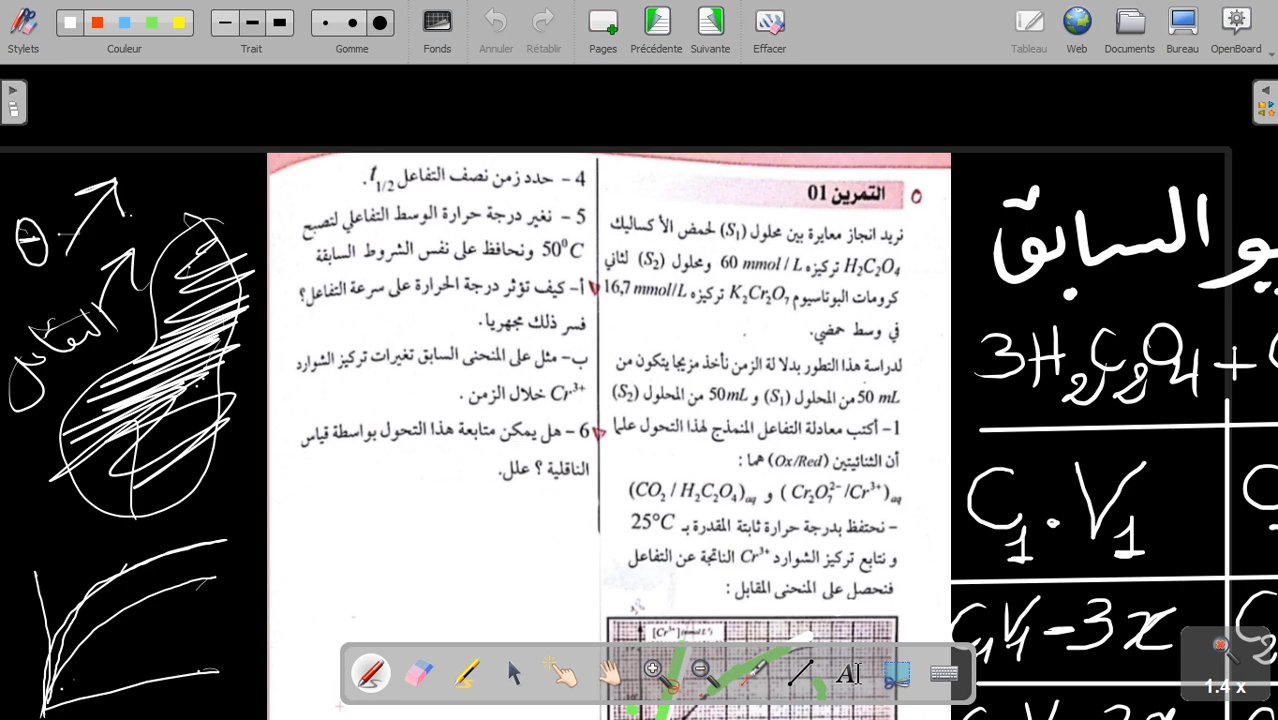 Stylets
Couleur
Trait
Gomme
Fonds
Annuler
Rétablir
Pages
Précédente
Suivante
Effacer
Tableau
Web
Documents
Bureau
OpenBoard
التمرين 01
نريد انجاز معايرة بين محلول (S₁) لحمض الأكساليك
H₂C₂O₄ تركيزه 60 mmol / L ومحلول (S₂) لثاني
كرومات البوتاسيوم K₂Cr₂O₇ تركيزه 16,7 mmol/L
في وسط حمضي.
لدراسة هذا التطور بدلالة الزمن نأخذ مزيجا يتكون من
50 mL من المحلول (S₁) و 50mL من المحلول (S₂)
1- أكتب معادلة التفاعل المنمذج لهذا التحول علما
أن الثنائيتين (Ox/Red) هما :
(Cr₂O₇²⁻/Cr³⁺)aq و (CO₂ / H₂C₂O₄)aq
- نحتفظ بدرجة حرارة ثابتة المقدرة بـ 25°C
و نتابع تركيز الشوارد Cr³⁺ الناتجة عن التفاعل
فنحصل على المنحنى المقابل :
[Cr³⁺]
4 - حدد زمن نصف التفاعل t₁/₂.
5 - نغير درجة حرارة الوسط التفاعلي لتصبح
50⁰C ونحافظ على نفس الشروط السابقة
أ- كيف تؤثر درجة الحرارة على سرعة التفاعل؟
فسر ذلك مجهريا.
ب- مثل على المنحنى السابق تغيرات تركيز الشوارد
Cr³⁺ خلال الزمن .
6 - هل يمكن متابعة هذا التحول بواسطة قياس
الناقلية ؟ علل.
السابق
3H₂C₂O₄ +
C₁ . V₁
C₁V₁ - 3x
θ
AI
1.4 x